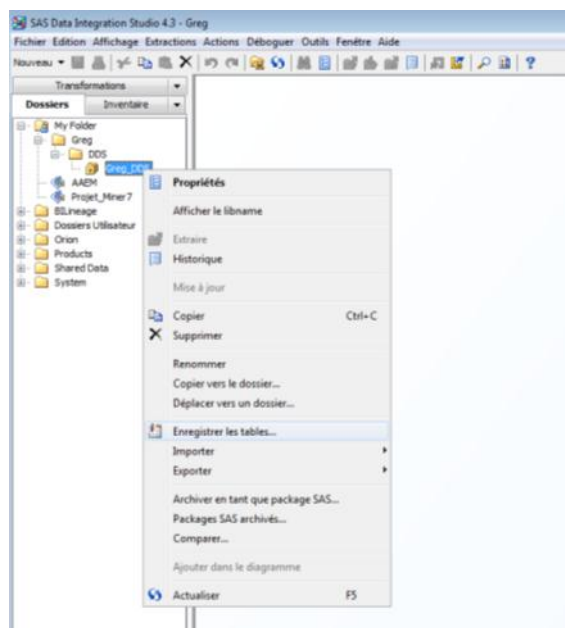 SAS Data Integration Studio 4.3 - Greg
Fichier Edition Affichage Extractions Actions Déboguer Outils Fenêtre Aide
Nouveau
Transformations
Dossiers Inventaire
My Folder
Greg
DDS
Greg_DDS
AAEM
Projet_Miner7
BILineage
Dossiers Utilisateur
Orion
Products
Shared Data
System
Propriétés
Afficher le libname
Extraire
Historique
Mise à jour
Copier Ctrl+C
Supprimer
Renommer
Copier vers le dossier...
Déplacer vers un dossier...
Enregistrer les tables...
Importer
Exporter
Archiver en tant que package SAS...
Packages SAS archivés...
Comparer...
Ajouter dans le diagramme
Actualiser F5